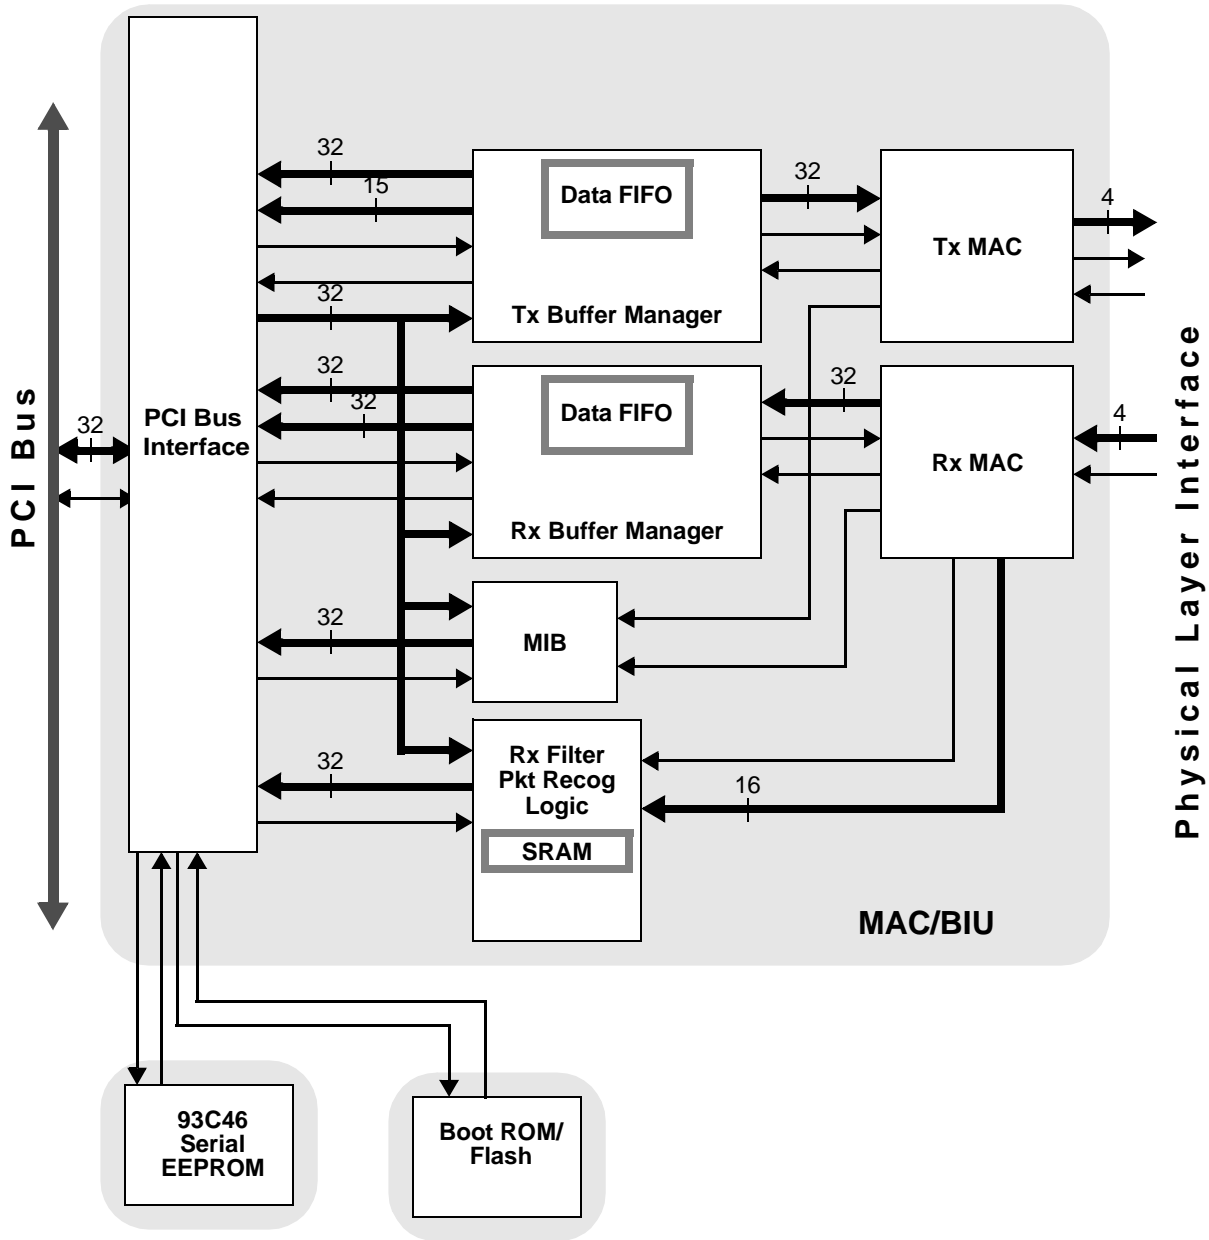 32
15
Data FIFO
32
4
Tx MAC
32
Tx Buffer Manager
32
32
Data FIFO
32
4
PCI Bus
Interface
32
Rx MAC
Rx Buffer Manager
PCI Bus
Physical Layer Interface
32
MIB
32
Rx Filter
Pkt Recog
Logic
16
SRAM
MAC/BIU
93C46
Serial
EEPROM
Boot ROM/
Flash